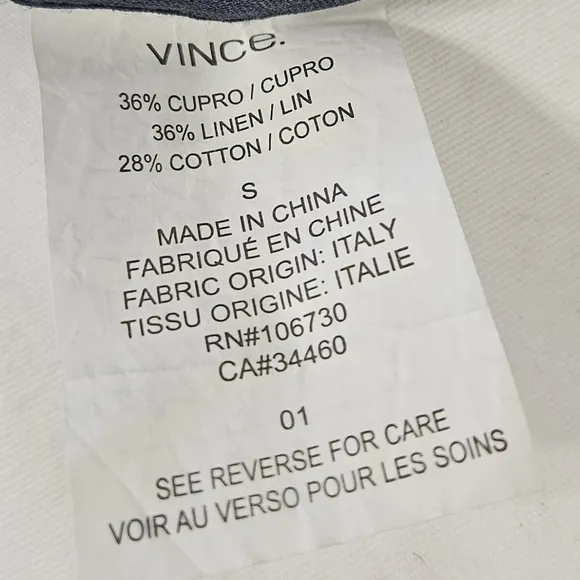 VINCe.
36% CUPRO / CUPRO
36% LINEN / LIN
28% COTTON / COTON
S
MADE IN CHINA
FABRIQUÉ EN CHINE
FABRIC ORIGIN: ITALY
TISSU ORIGINE: ITALIE
RN#106730
CA#34460
01
SEE REVERSE FOR CARE
VOIR AU VERSO POUR LES SOINS